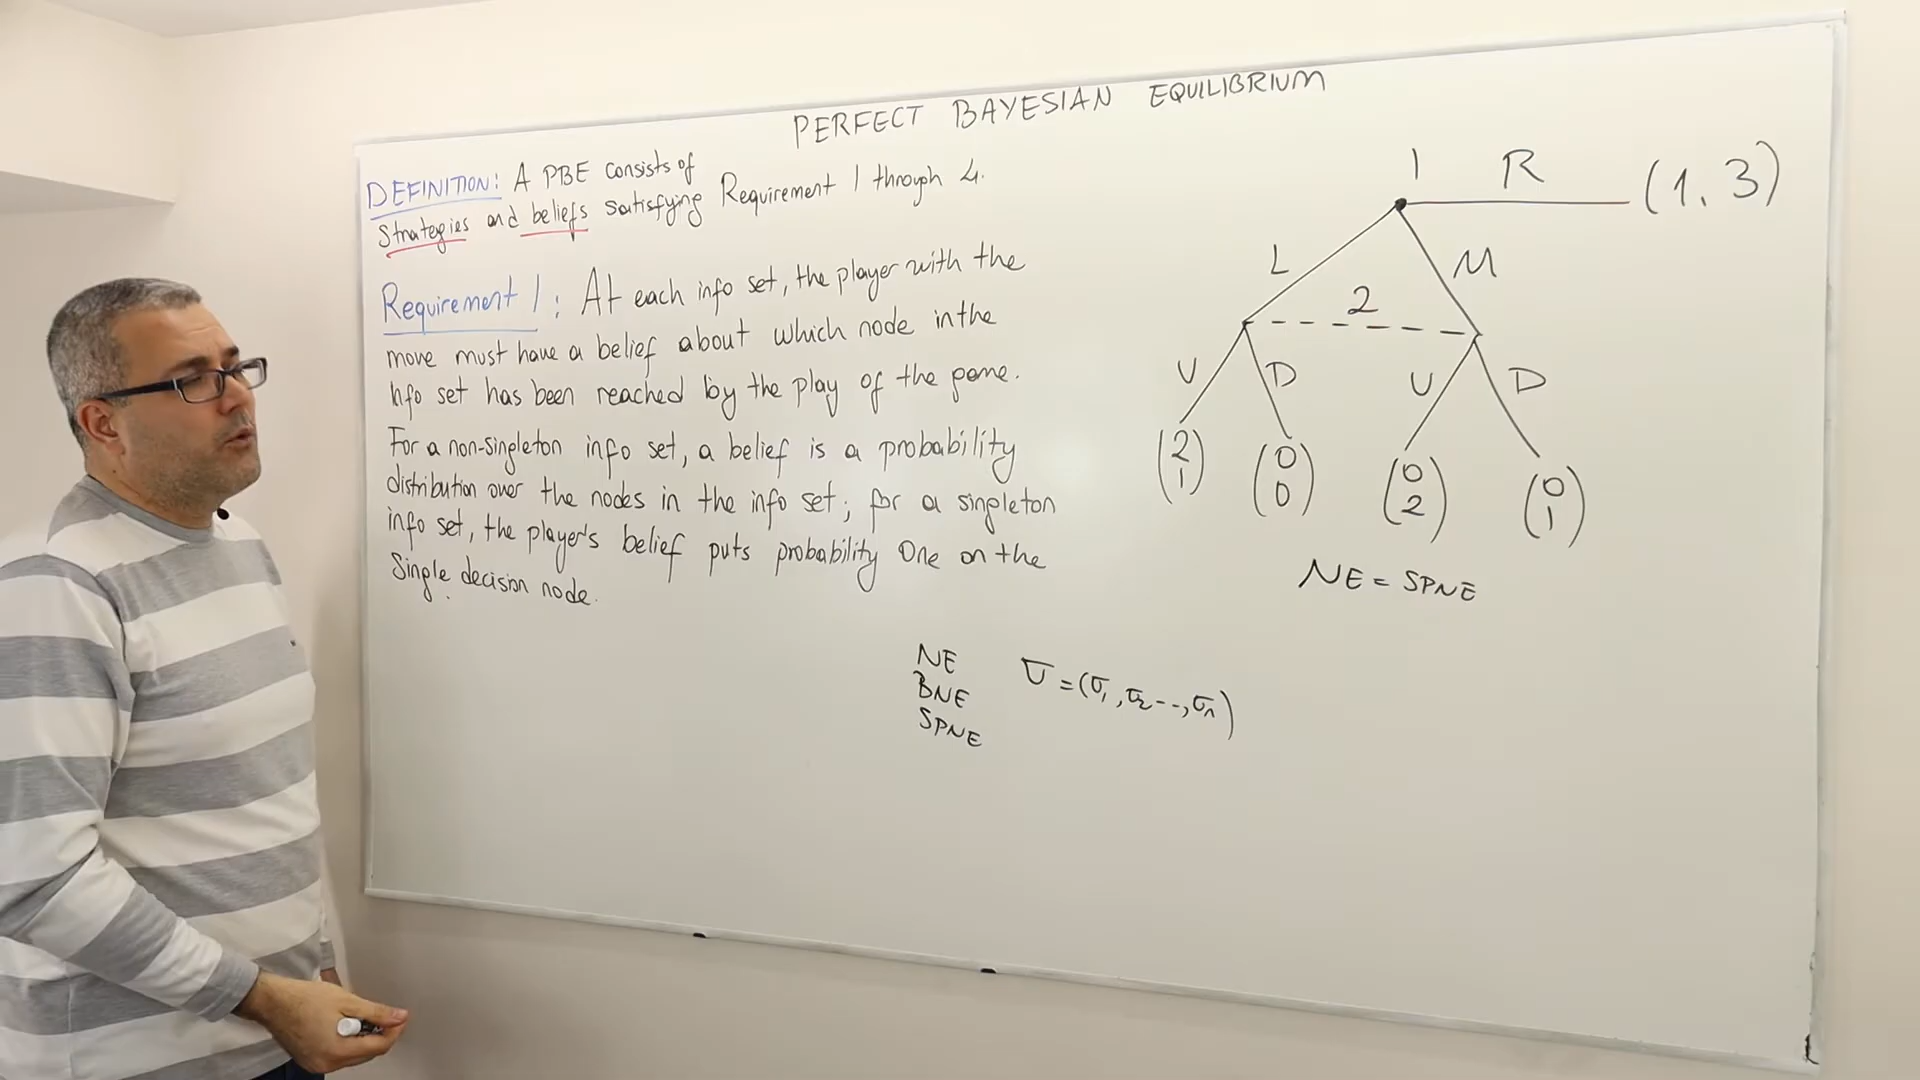 PERFECT BAYESIAN EQUILIBRIUM
DEFINITION: A PBE consists of
strategies and beliefs satisfying Requirement 1 through 4.
Requirement 1: At each info set, the player with the
move must have a belief about which node in the
info set has been reached by the play of the game.
For a non-singleton info set, a belief is a probability
distribution over the nodes in the info set; for a singleton
info set, the player's belief puts probability one on the
Single decision node.
NE
BNE
SPNE
σ = (σ1, σ2 --, σn)
1 R (1, 3)
L M
2
U D U D
(2 1) (0 0) (0 2) (0 1)
NE = SPNE